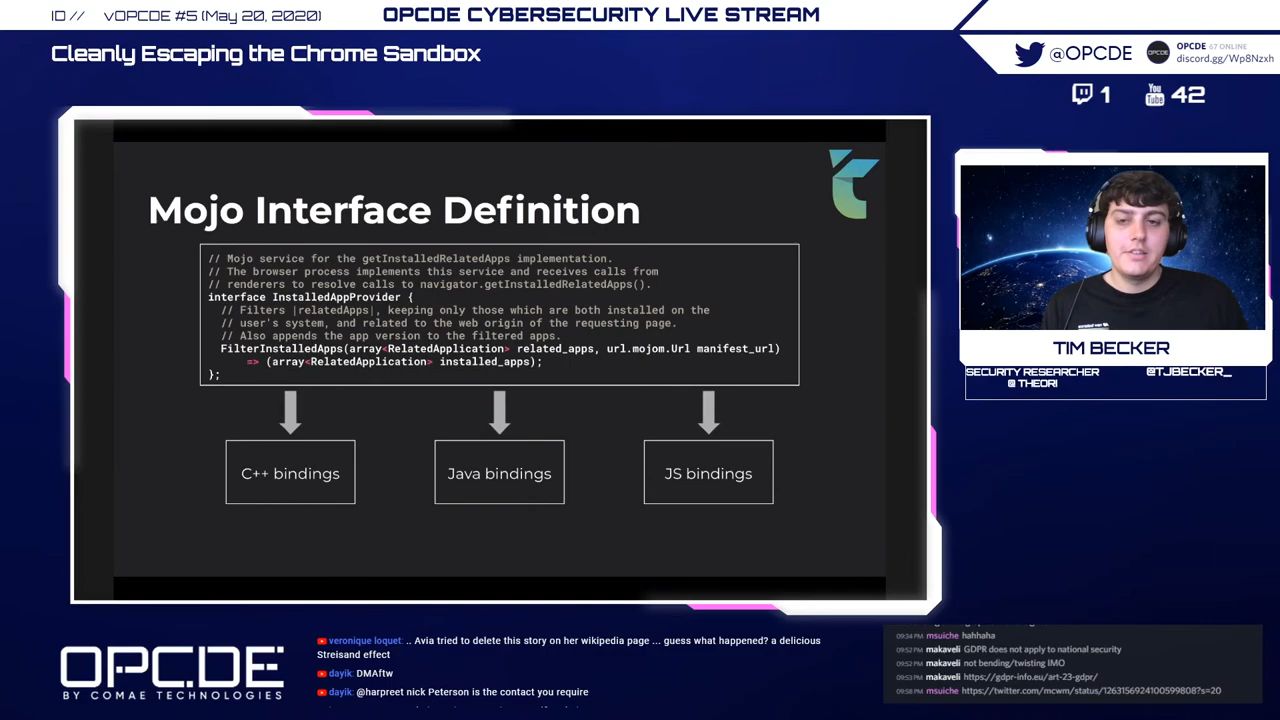 ID // vOPCDE #5 (May 20, 2020)
OPCDE CYBERSECURITY LIVE STREAM
Cleanly Escaping the Chrome Sandbox
@OPCDE
OPCDE 67 ONLINE
discord.gg/Wp8Nzxh
1
You Tube 42
Mojo Interface Definition
// Mojo service for the getInstalledRelatedApps implementation.
// The browser process implements this service and receives calls from
// renderers to resolve calls to navigator.getInstalledRelatedApps().
interface InstalledAppProvider {
// Filters |relatedApps|, keeping only those which are both installed on the
// user's system, and related to the web origin of the requesting page.
// Also appends the app version to the filtered apps.
FilterInstalledApps(array<RelatedApplication> related_apps, url.mojom.Url manifest_url)
=> (array<RelatedApplication> installed_apps);
};
C++ bindings
Java bindings
JS bindings
TIM BECKER
SECURITY RESEARCHER
@ THEORI
@TJBECKER_
OPCDE
BY COMAE TECHNOLOGIES
veronique loquet: .. Avia tried to delete this story on her wikipedia page ... guess what happened? a delicious
Streisand effect
dayik: DMAftw
dayik: @harpreet nick Peterson is the contact you require
09:34 PM msuiche hahhaha
09:52 PM makaveli GDPR does not apply to national security
09:52 PM makaveli not bending/twisting IMO
09:53 PM makaveli https://gdpr-info.eu/art-23-gdpr/
09:58 PM msuiche https://twitter.com/mcwm/status/1263156924100599808?s=20